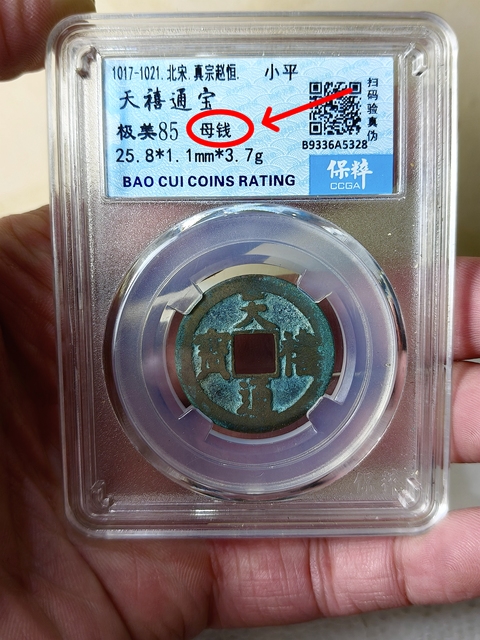 1017-1021.北宋.真宗赵恒. 小平
天禧通宝
极美85 母钱
25.8*1.1mm*3.7g
BAO CUI COINS RATING
扫码验真伪
B9336A5328
保粹
CCGA
天禧通寳